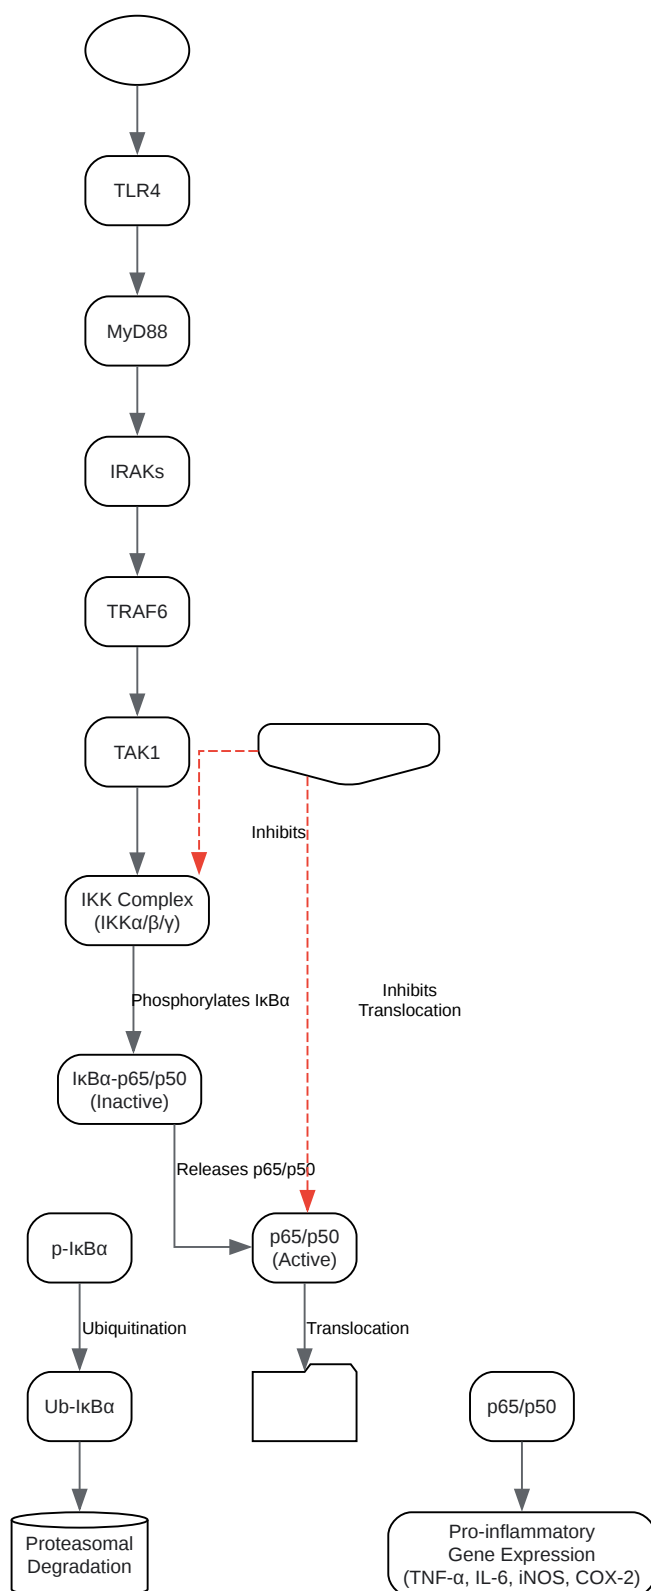 TLR4
MyD88
IRAKs
TRAF6
TAK1
Inhibits
IKK Complex
(IKKα/β/γ)
Phosphorylates IκBα
Inhibits
Translocation
IκBα-p65/p50
(Inactive)
Releases p65/p50
p-IκBα
p65/p50
(Active)
Ubiquitination
Translocation
Ub-IκBα
p65/p50
Proteasomal
Degradation
Pro-inflammatory
Gene Expression
(TNF-α, IL-6, iNOS, COX-2)